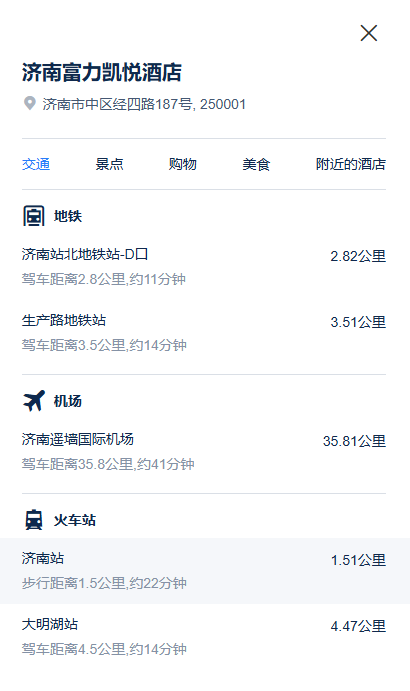 济南富力凯悦酒店
济南市中区经四路187号, 250001
交通 景点 购物 美食 附近的酒店
地铁
济南站北地铁站-D口 2.82公里
驾车距离2.8公里,约11分钟
生产路地铁站 3.51公里
驾车距离3.5公里,约14分钟
机场
济南遥墙国际机场 35.81公里
驾车距离35.8公里,约41分钟
火车站
济南站 1.51公里
步行距离1.5公里,约22分钟
大明湖站 4.47公里
驾车距离4.5公里,约14分钟